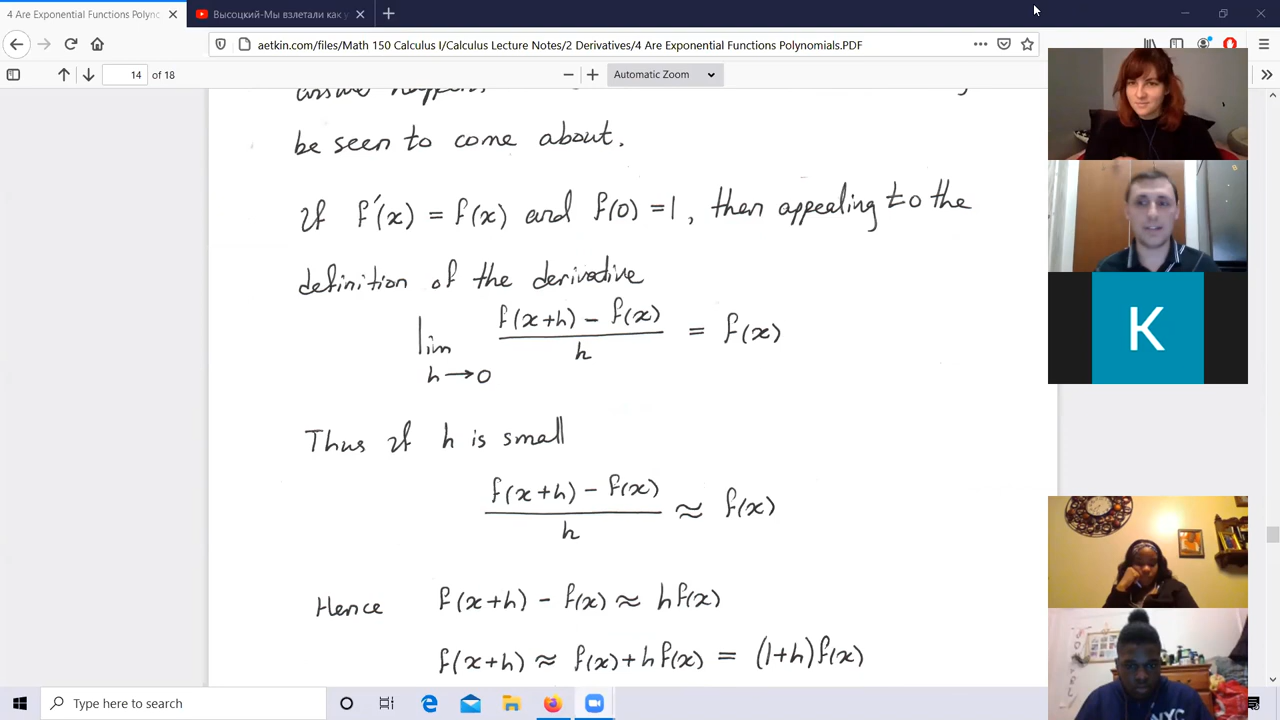 4 Are Exponential Functions Polync
Высоцкий-Мы взлетали как у
aetkin.com/files/Math 150 Calculus I/Calculus Lecture Notes/2 Derivatives/4 Are Exponential Functions Polynomials.PDF
14 of 18
Automatic Zoom
answer happen.
be seen to come about.
If f'(x) = f(x) and f(0) = 1, then appealing to the
definition of the derivative
lim h→0 (f(x+h) - f(x))/h = f(x)
K
Thus if h is small
(f(x+h) - f(x))/h ≈ f(x)
Hence f(x+h) - f(x) ≈ hf(x)
f(x+h) ≈ f(x)+hf(x) = (1+h)f(x)
NYC
Type here to search